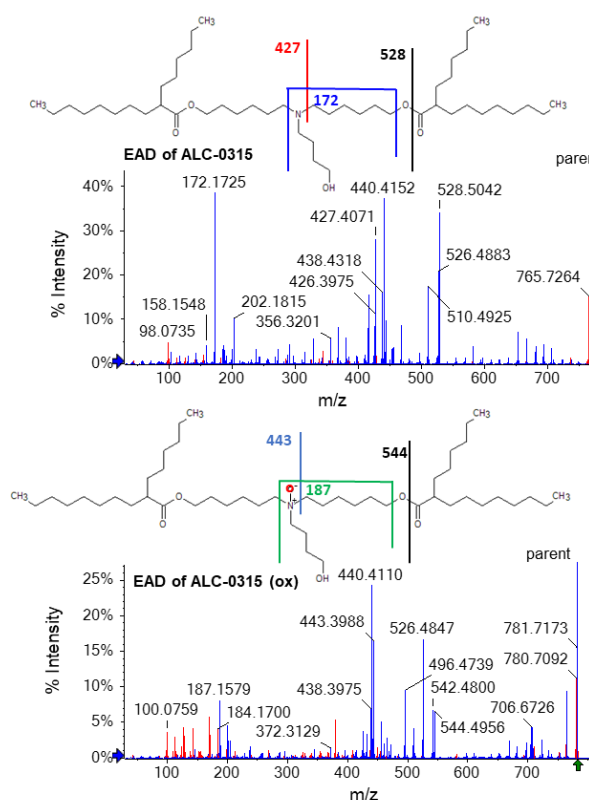 CH₃
CH₃
427
528
172
H₃C
O
O
N
O
O
CH₃
OH
EAD of ALC-0315
parent
40%
30%
20%
10%
0%
% Intensity
172.1725
440.4152
528.5042
427.4071
438.4318
526.4883
158.1548
202.1815
426.3975
765.7264
98.0735
356.3201
510.4925
100
200
300
400
500
600
700
m/z
CH₃
CH₃
443
544
O-
187
H₃C
O
O
N+
O
O
CH₃
OH
EAD of ALC-0315 (ox)
parent
25%
20%
15%
10%
5%
0%
% Intensity
440.4110
443.3988
526.4847
781.7173
496.4739
780.7092
187.1579
438.3975
542.4800
100.0759
184.1700
372.3129
544.4956
706.6726
100
200
300
400
500
600
700
m/z